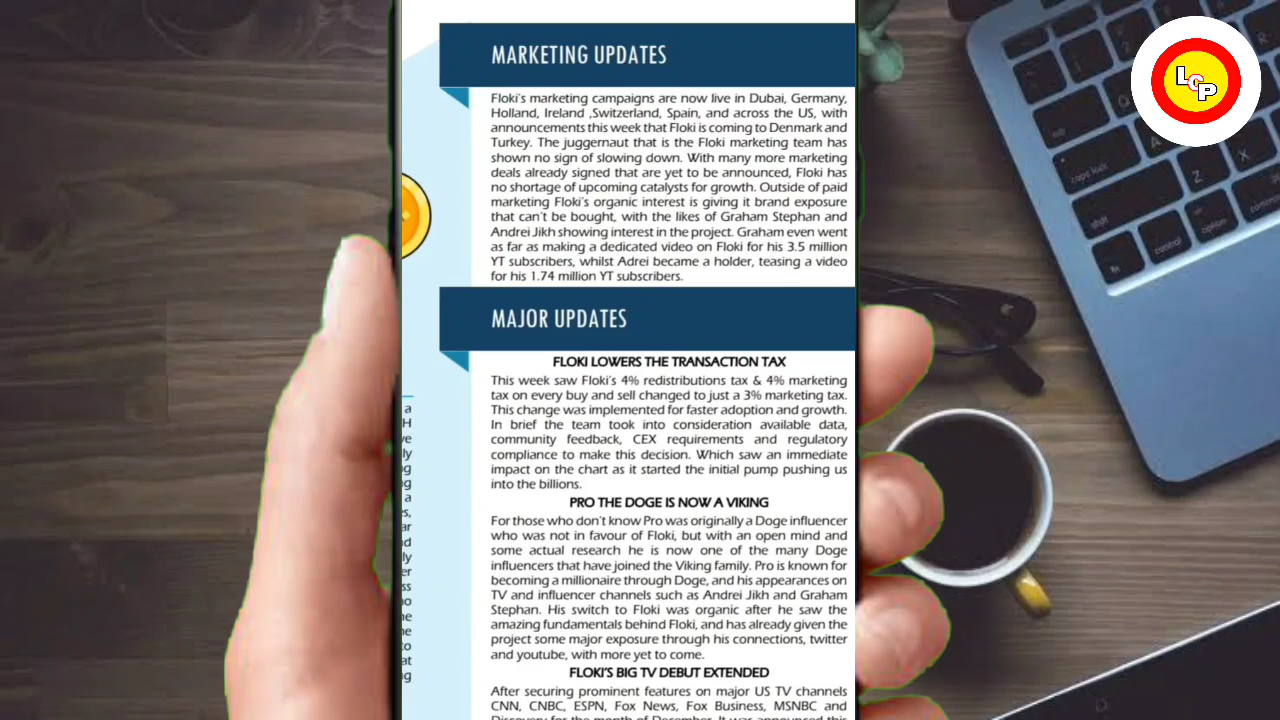 MARKETING UPDATES
Floki's marketing campaigns are now live in Dubai, Germany,
Holland, Ireland ,Switzerland, Spain, and across the US, with
announcements this week that Floki is coming to Denmark and
Turkey. The juggernaut that is the Floki marketing team has
shown no sign of slowing down. With many more marketing
deals already signed that are yet to be announced, Floki has
no shortage of upcoming catalysts for growth. Outside of paid
marketing Floki's organic interest is giving it brand exposure
that can't be bought, with the likes of Graham Stephan and
Andrei Jikh showing interest in the project. Graham even went
as far as making a dedicated video on Floki for his 3.5 million
YT subscribers, whilst Adrei became a holder, teasing a video
for his 1.74 million YT subscribers.
MAJOR UPDATES
FLOKI LOWERS THE TRANSACTION TAX
This week saw Floki's 4% redistributions tax & 4% marketing
tax on every buy and sell changed to just a 3% marketing tax.
This change was implemented for faster adoption and growth.
In brief the team took into consideration available data,
community feedback, CEX requirements and regulatory
compliance to make this decision. Which saw an immediate
impact on the chart as it started the initial pump pushing us
into the billions.
PRO THE DOGE IS NOW A VIKING
For those who don't know Pro was originally a Doge influencer
who was not in favour of Floki, but with an open mind and
some actual research he is now one of the many Doge
influencers that have joined the Viking family. Pro is known for
becoming a millionaire through Doge, and his appearances on
TV and influencer channels such as Andrei Jikh and Graham
Stephan. His switch to Floki was organic after he saw the
amazing fundamentals behind Floki, and has already given the
project some major exposure through his connections, twitter
and youtube, with more yet to come.
FLOKI'S BIG TV DEBUT EXTENDED
After securing prominent features on major US TV channels
CNN, CNBC, ESPN, Fox News, Fox Business, MSNBC and
Discovery for the month of December. It was announced this
LCP
caps lock
shift
fn
control
option
Z
X
A